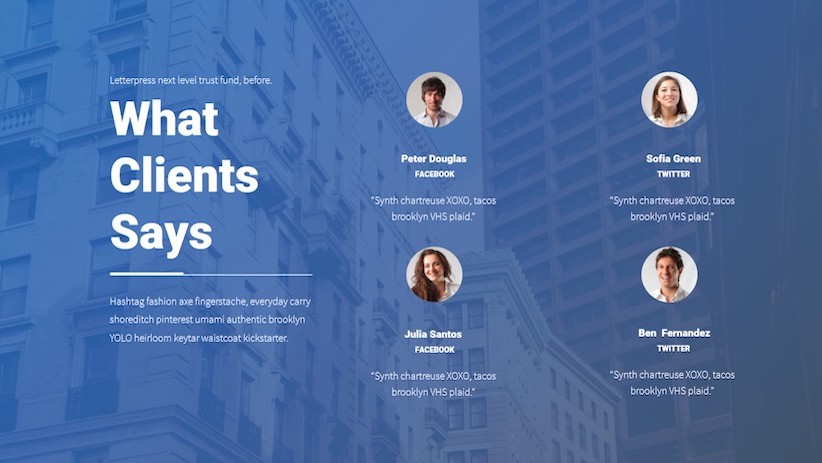 Letterpress next level trust fund, before.
What
Clients
Says
Hashtag fashion axe fingerstache, everyday carry
shoreditch pinterest umami authentic brooklyn
YOLO heirloom keytar waistcoat kickstarter.
Peter Douglas
FACEBOOK
“Synth chartreuse XOXO, tacos
brooklyn VHS plaid.”
Sofia Green
TWITTER
“Synth chartreuse XOXO, tacos
brooklyn VHS plaid.”
Julia Santos
FACEBOOK
“Synth chartreuse XOXO, tacos
brooklyn VHS plaid.”
Ben Fernandez
TWITTER
“Synth chartreuse XOXO, tacos
brooklyn VHS plaid.”